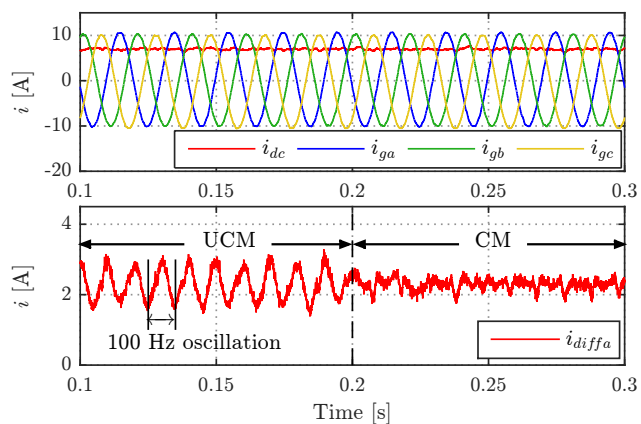 10
0
-10
-20
i [A]
i_dc i_ga i_gb i_gc
0.1 0.15 0.2 0.25 0.3
4
2
0
i [A]
UCM CM
100 Hz oscillation
i_diffa
0.1 0.15 0.2 0.25 0.3
Time [s]